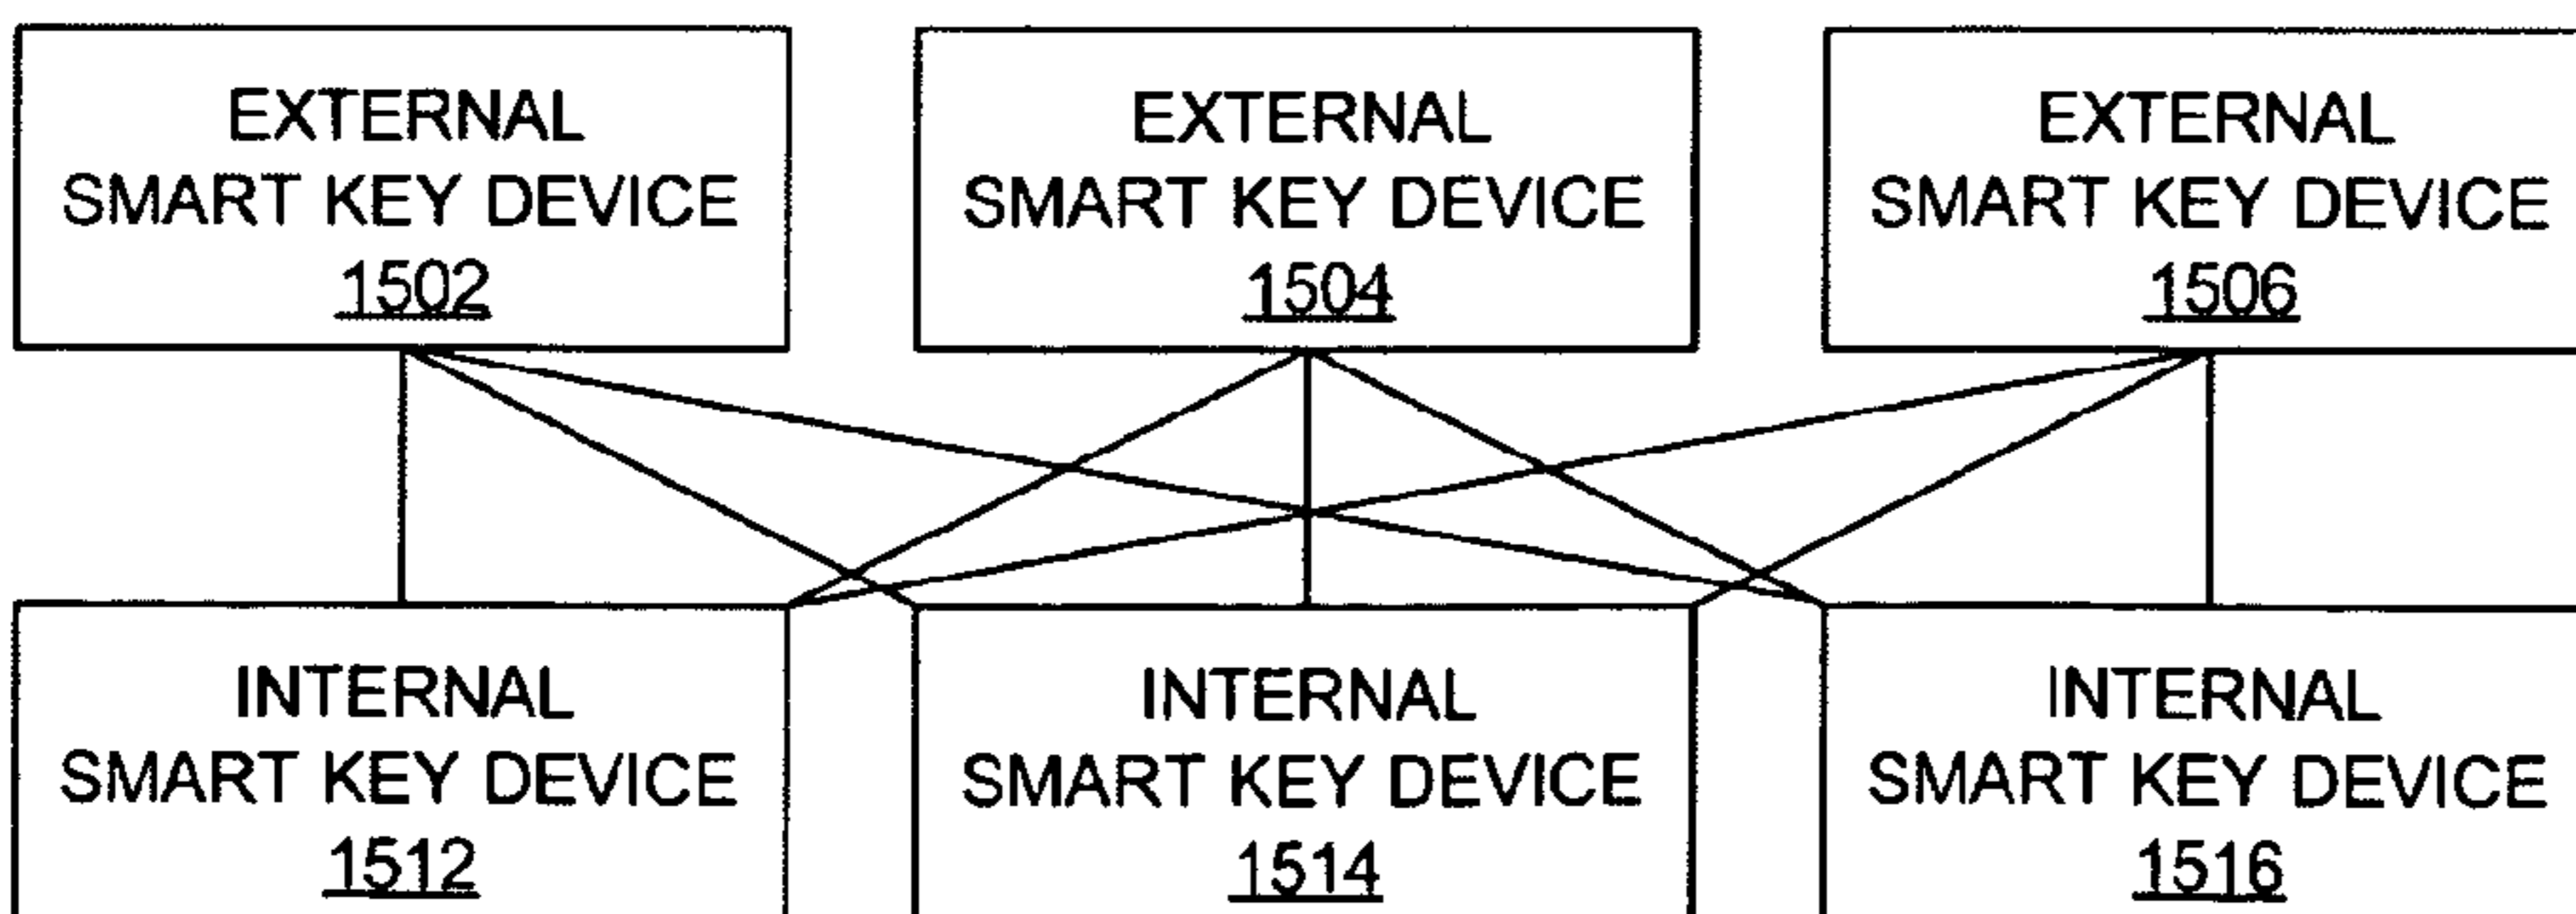 EXTERNAL
SMART KEY DEVICE
1502
EXTERNAL
SMART KEY DEVICE
1504
EXTERNAL
SMART KEY DEVICE
1506
INTERNAL
SMART KEY DEVICE
1512
INTERNAL
SMART KEY DEVICE
1514
INTERNAL
SMART KEY DEVICE
1516